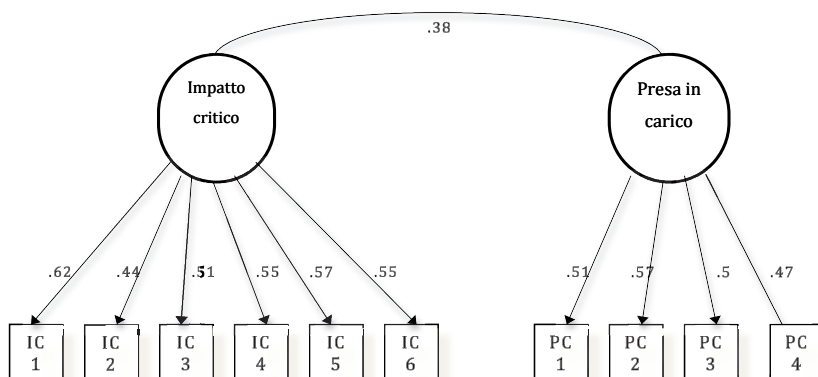 .38
Impatto
critico
Presa in
carico
.62 .44 .51 .55 .57 .55 .51 .57 .5 .47
IC IC IC IC IC IC PC PC PC PC
1 2 3 4 5 6 1 2 3 4